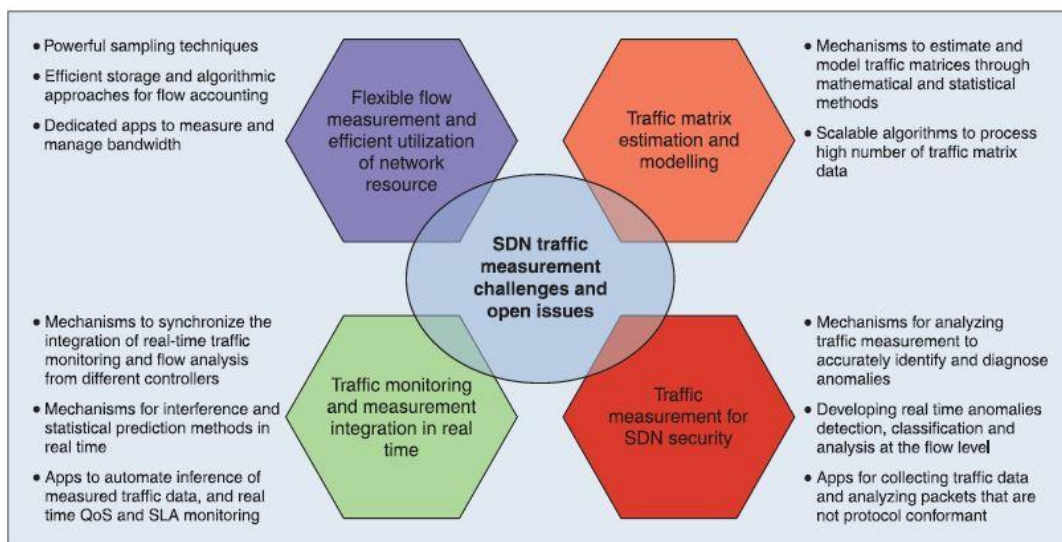 • Powerful sampling techniques
• Efficient storage and algorithmic
approaches for flow accounting
• Dedicated apps to measure and
manage bandwidth
Flexible flow
measurement and
efficient utilization
of network
resource
Traffic matrix
estimation and
modelling
• Mechanisms to estimate and
model traffic matrices through
mathematical and statistical
methods
• Scalable algorithms to process
high number of traffic matrix
data
SDN traffic
measurement
challenges and
open issues
• Mechanisms to synchronize the
integration of real-time traffic
monitoring and flow analysis
from different controllers
• Mechanisms for interference and
statistical prediction methods in
real time
• Apps to automate inference of
measured traffic data, and real
time QoS and SLA monitoring
Traffic monitoring
and measurement
integration in real
time
Traffic
measurement for
SDN security
• Mechanisms for analyzing
traffic measurement to
accurately identify and diagnose
anomalies
• Developing real time anomalies
detection, classification and
analysis at the flow level
• Apps for collecting traffic data
and analyzing packets that are
not protocol conformant